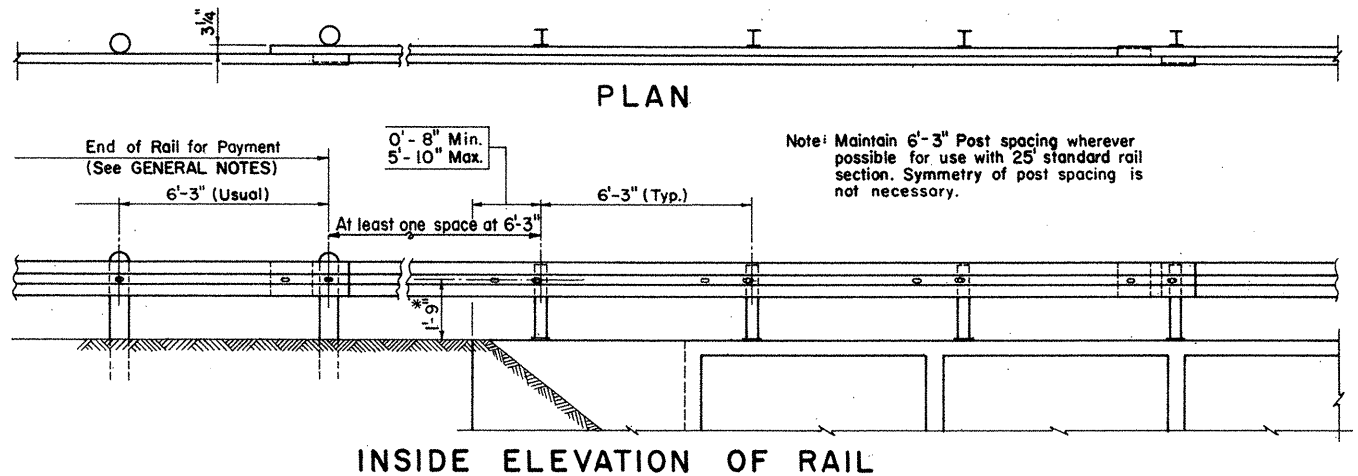 3¼"
PLAN
End of Rail for Payment
(See GENERAL NOTES)
6'-3" (Usual)
0'-8" Min.
5'-10" Max.
At least one space at 6'-3"
6'-3" (Typ.)
Note: Maintain 6'-3" Post spacing wherever
possible for use with 25' standard rail
section. Symmetry of post spacing is
not necessary.
1'-9"*
INSIDE ELEVATION OF RAIL